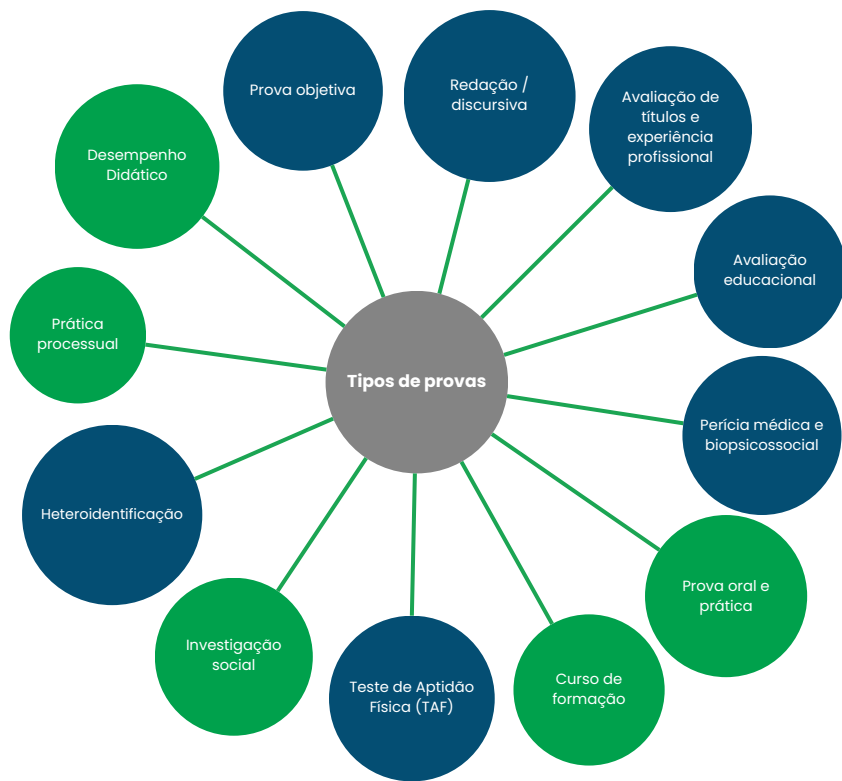 Prova objetiva
Redação /
discursiva
Avaliação de
títulos e
experiência
profissional
Desempenho
Didático
Avaliação
educacional
Prática
processual
Tipos de provas
Perícia médica e
biopsicossocial
Heteroidentificação
Prova oral e
prática
Investigação
social
Teste de Aptidão
Física (TAF)
Curso de
formação